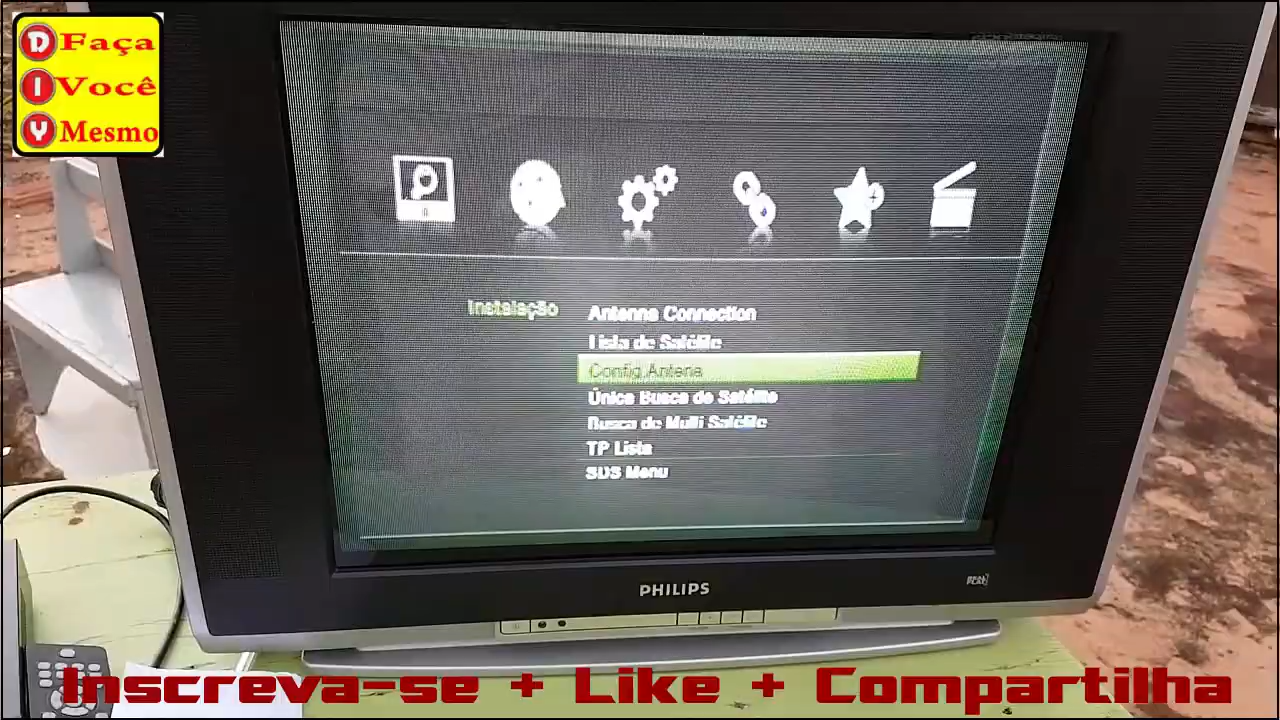 D Faça
I Você
Y Mesmo
Instalação
Antenna Connection
Lista de Satélite
Config.Antena
Único Busca de Satélite
Busca de Multi Satélite
TP Lista
SDS Menu
PHILIPS
Inscreva-se + Like + Compartilha